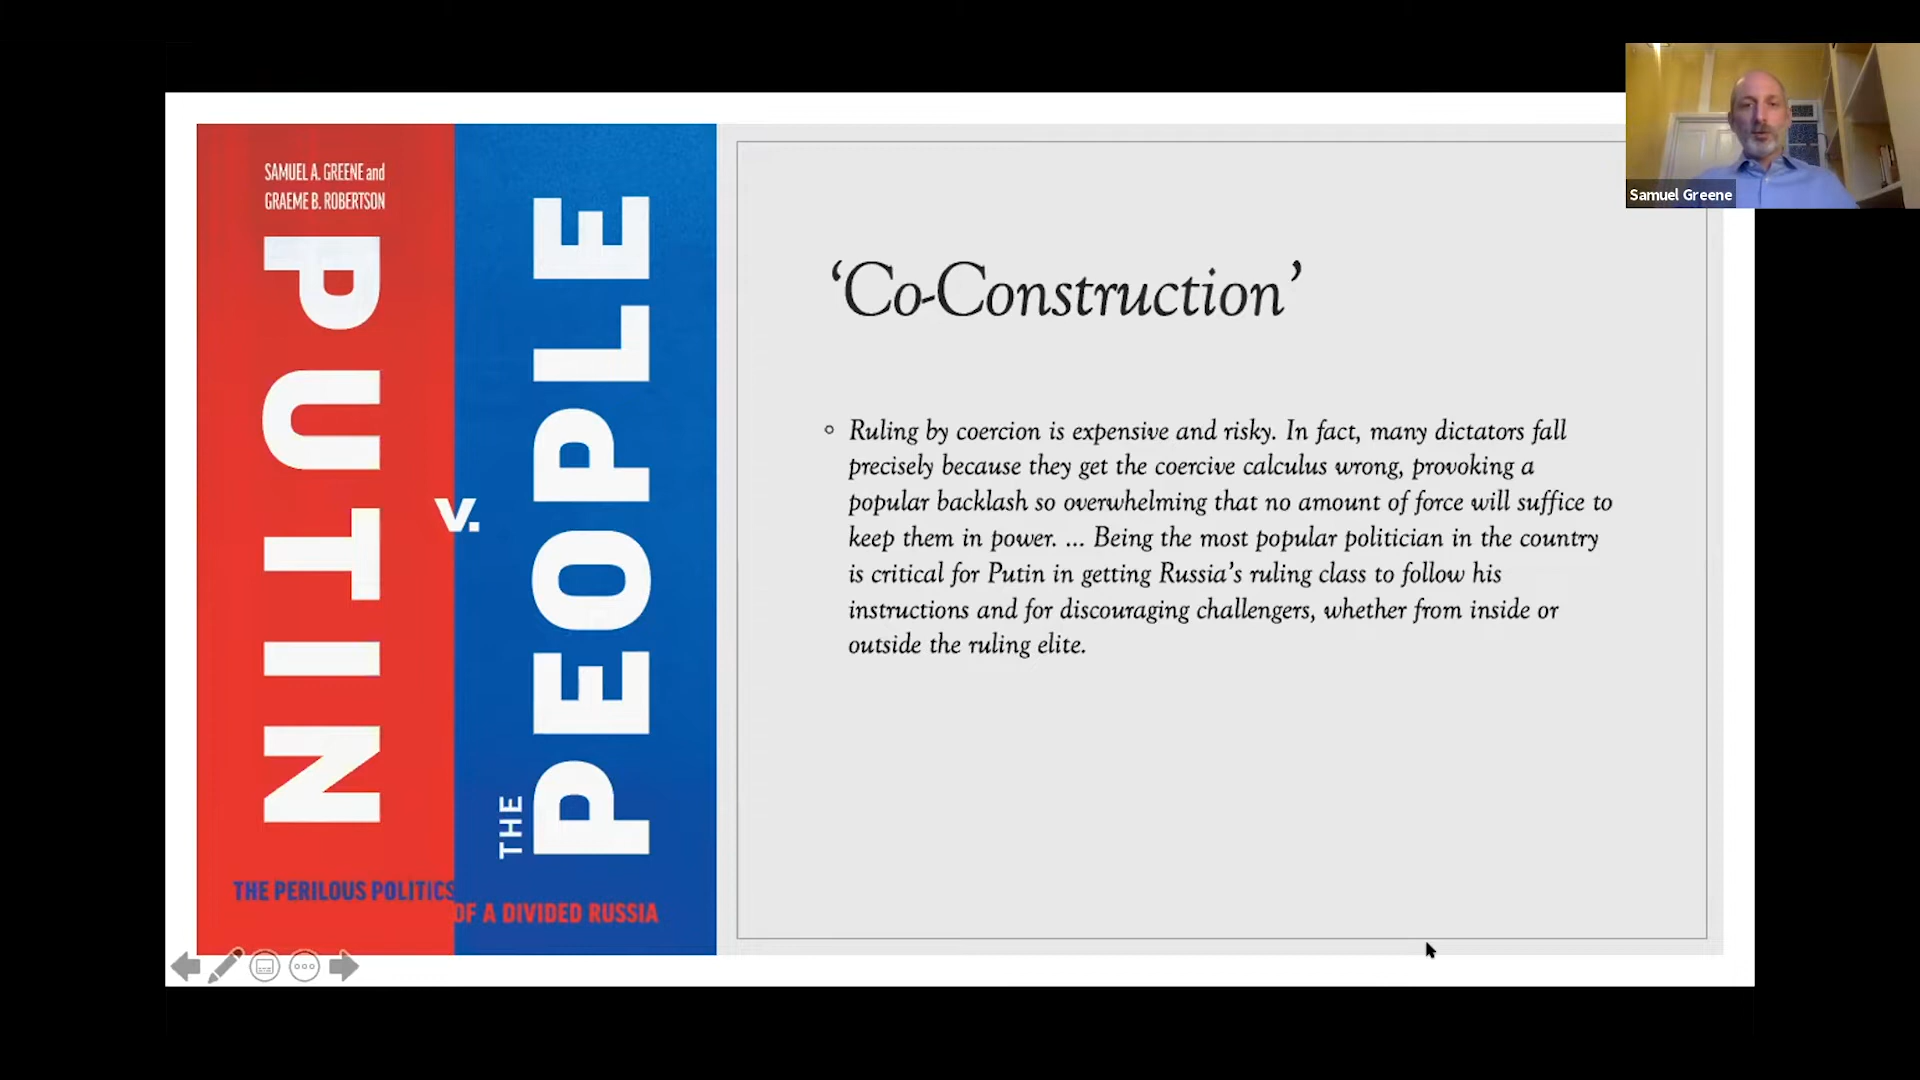 SAMUEL A. GREENE and
GRAEME B. ROBERTSON
PUTIN
v.
THE
PEOPLE
THE PERILOUS POLITICS
OF A DIVIDED RUSSIA
‘Co-Construction’
Ruling by coercion is expensive and risky. In fact, many dictators fall
precisely because they get the coercive calculus wrong, provoking a
popular backlash so overwhelming that no amount of force will suffice to
keep them in power. ... Being the most popular politician in the country
is critical for Putin in getting Russia’s ruling class to follow his
instructions and for discouraging challengers, whether from inside or
outside the ruling elite.
Samuel Greene